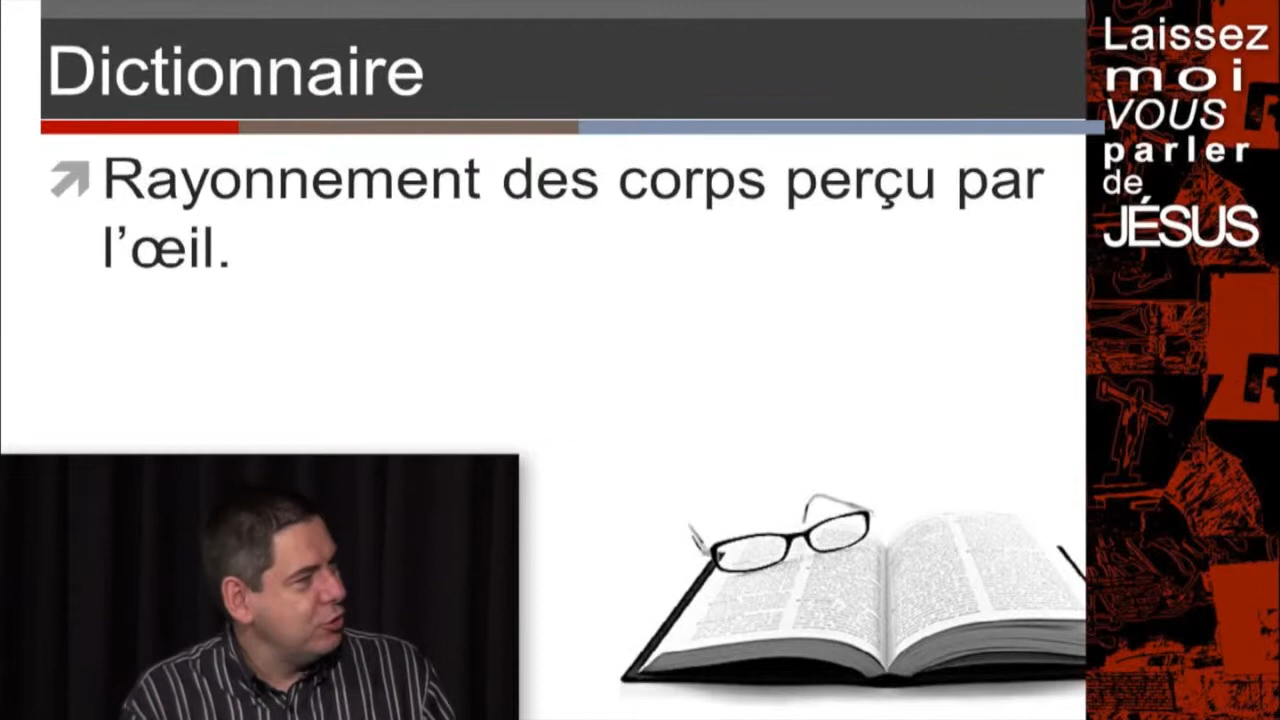 Dictionnaire
Rayonnement des corps perçu par
l’œil.
Laissez
moi
vous
parler
de
JÉSUS